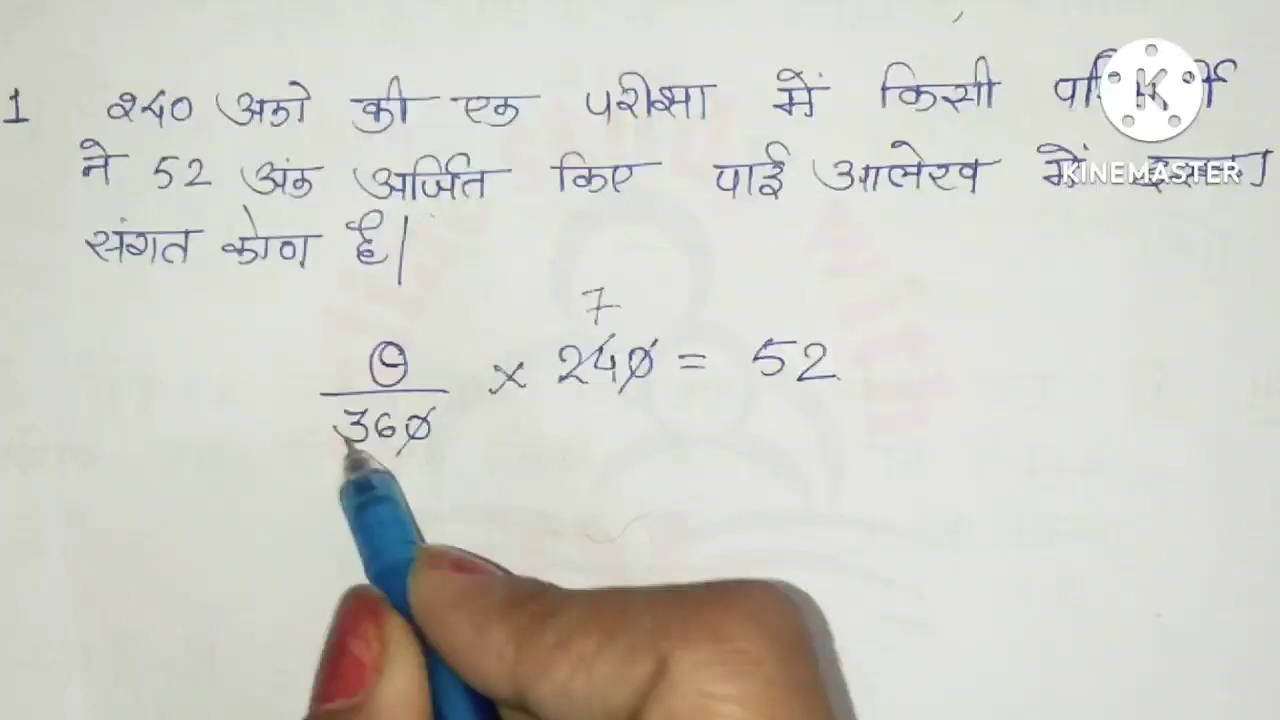 1 240 अंको की एक परीक्षा में किसी
ने 52 अंक अर्जित किए पाई आलेख में
संगत कोण है|
7
θ/360 × 240 = 52
KINEMASTER